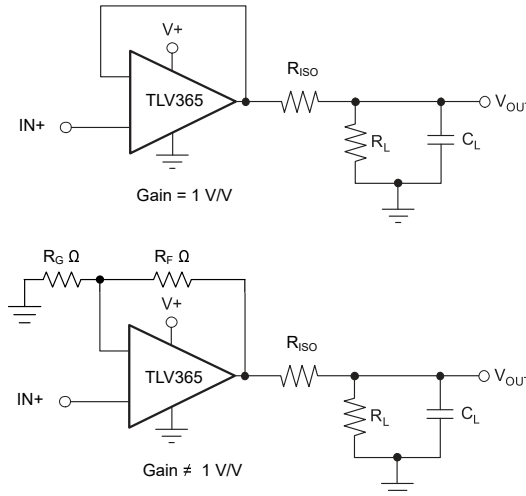 V+
R_ISO
TLV365
V_OUT
IN+
R_L
C_L
Gain = 1 V/V
R_G Ω
R_F Ω
V+
R_ISO
TLV365
V_OUT
IN+
R_L
C_L
Gain ≠ 1 V/V